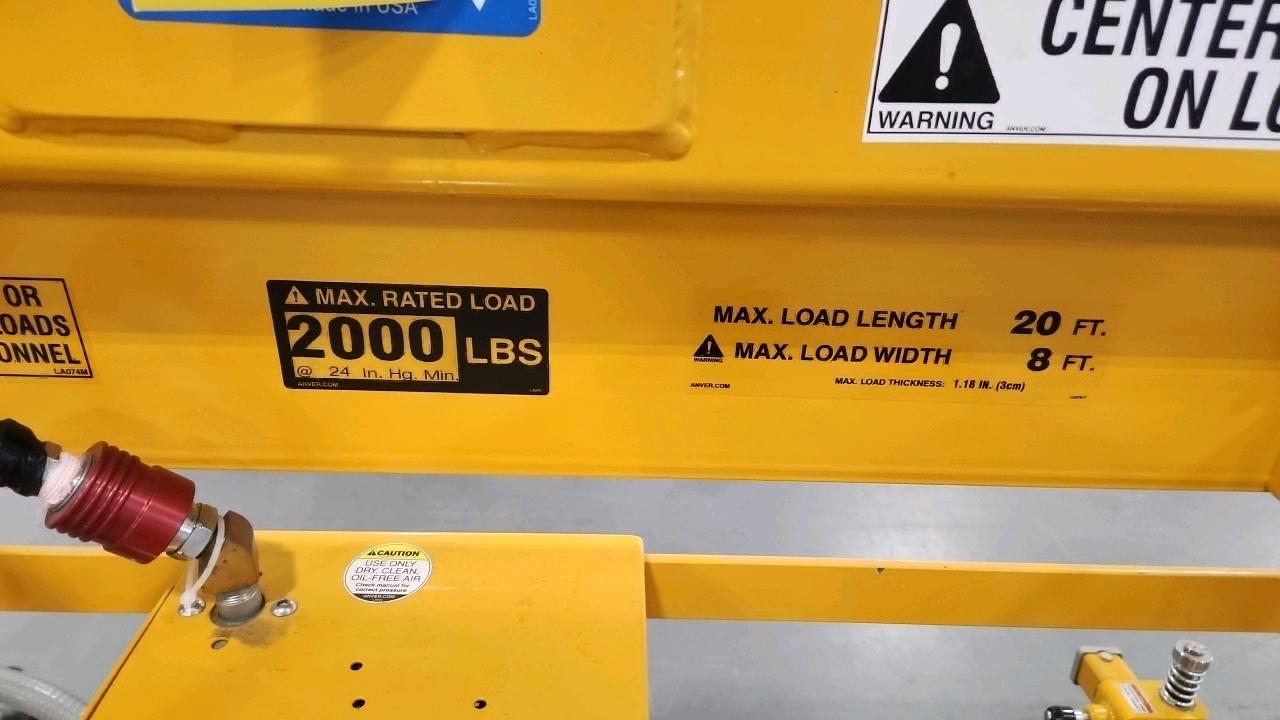 Made in USA
WARNING
ANVER.COM
CENTER
ON LO
OR
OADS
ONNEL
LA074M
MAX. RATED LOAD
2000 LBS
@ 24 In. Hg. Min.
ANVER.COM
MAX. LOAD LENGTH 20 FT.
WARNING
MAX. LOAD WIDTH 8 FT.
ANVER.COM
MAX. LOAD THICKNESS: 1.18 IN. (3cm)
CAUTION
USE ONLY
DRY, CLEAN,
OIL-FREE AIR
Check manual for
correct pressure
ANVER.COM